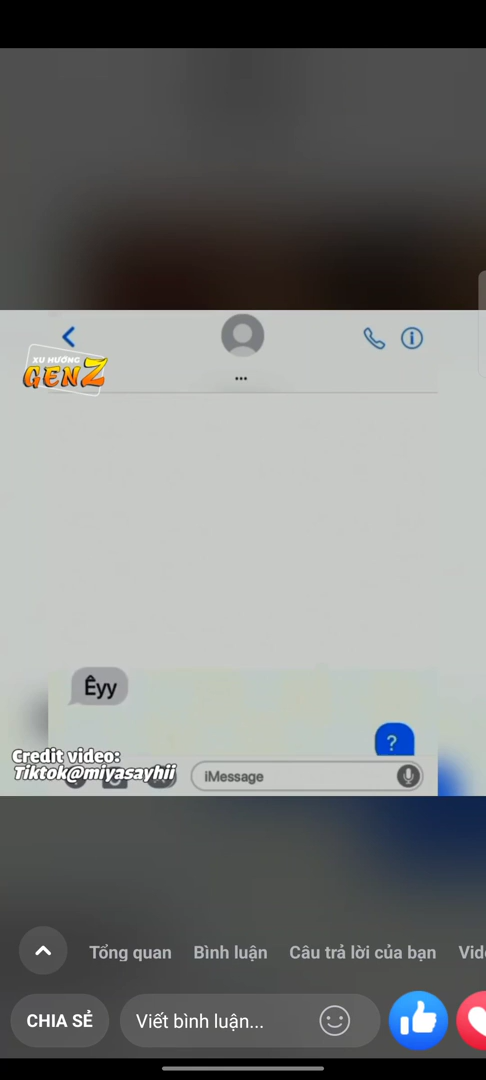 XU HƯỚNG
GENZ
...
Êyy
?
Credit video:
Tiktok@miyasayhii
iMessage
Tổng quan
Bình luận
Câu trả lời của bạn
Vid
CHIA SẺ
Viết bình luận...